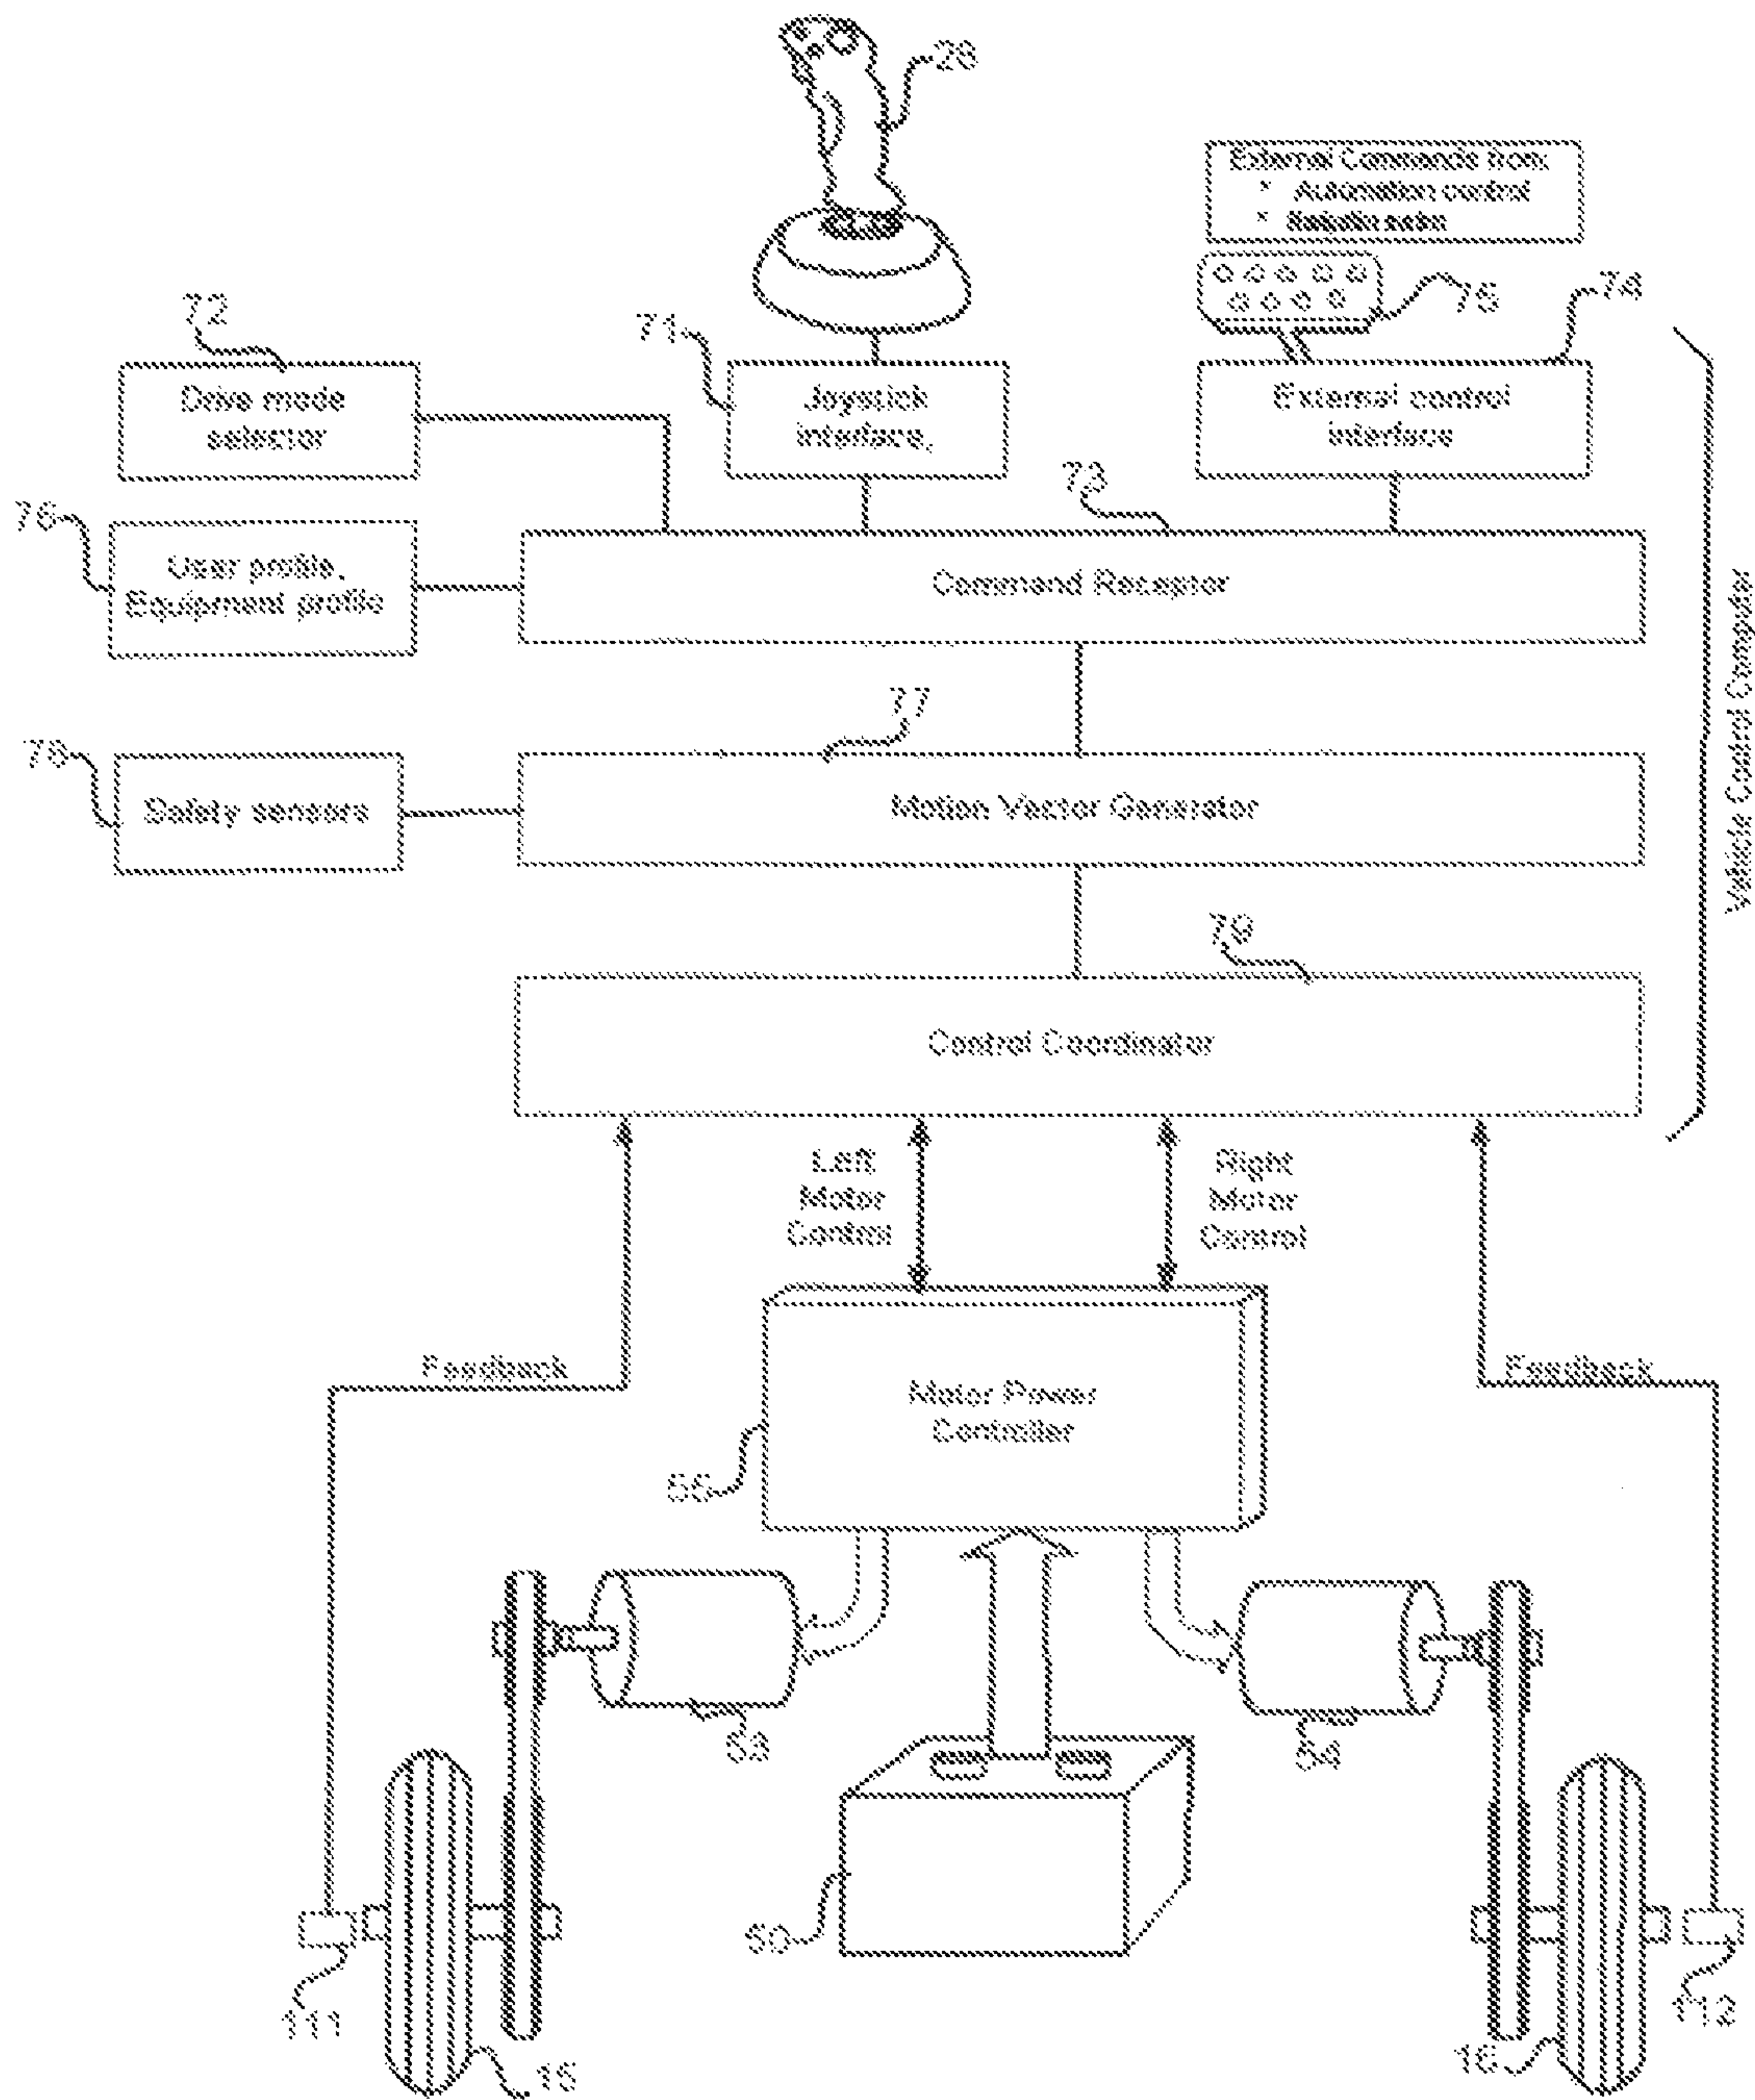 28
External Commands from:
* Automation control
*
75
74
72
71
Drive mode
selector
Joystick
interface,
External control
interface
73
76
User profile,
Equipment profile
Command Receptor
77
78
Safety sensors
Motion Vector Generator
79
Control Coordinator
Vehicle Control Computer
Left
Motor
Control
Right
Motor
Control
Feedback
Feedback
Motor Power
Controller
55
53
54
50
111
112
15
16